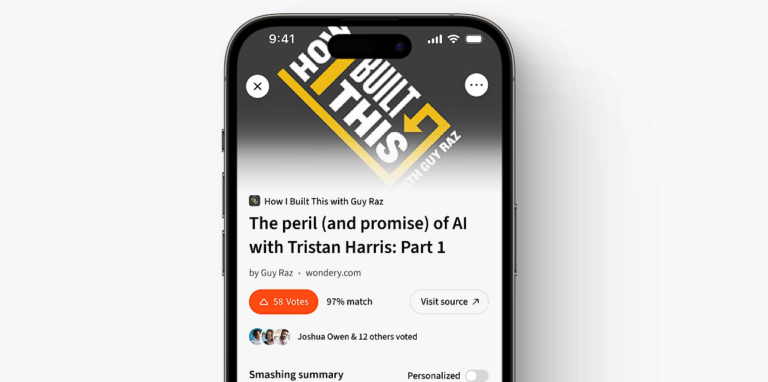 9:41
HOW
I BUILT
THIS
WITH GUY RAZ
How I Built This with Guy Raz
The peril (and promise) of AI
with Tristan Harris: Part 1
by Guy Raz • wondery.com
58 Votes
97% match
Visit source ↗
Joshua Owen & 12 others voted
Smashing summary
Personalized